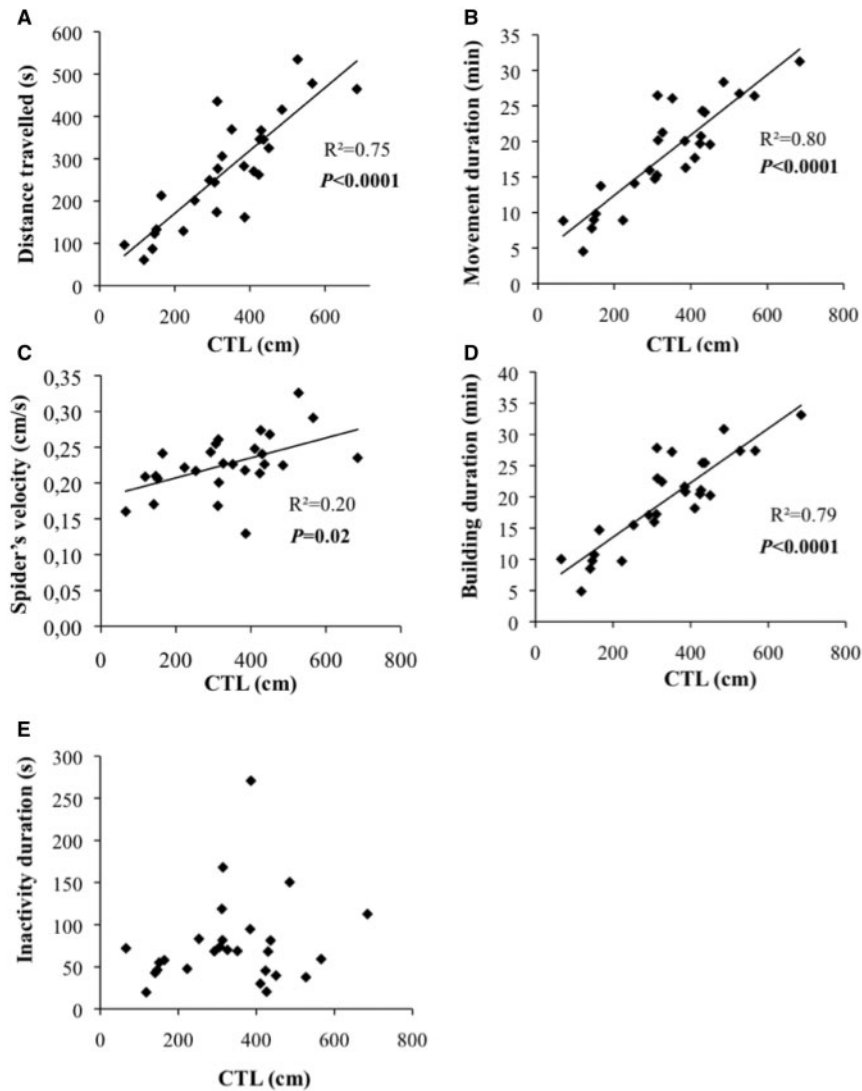 A
Distance travelled (s)
600
500
400
300
200
100
0
R²=0.75
P<0.0001
0 200 400 600
CTL (cm)
B
Movement duration (min)
35
30
25
20
15
10
5
0
R²=0.80
P<0.0001
0 200 400 600 800
CTL (cm)
C
Spider's velocity (cm/s)
0,35
0,30
0,25
0,20
0,15
0,10
0,05
0,00
R²=0.20
P=0.02
0 200 400 600 800
CTL (cm)
D
Building duration (min)
40
35
30
25
20
15
10
5
0
R²=0.79
P<0.0001
0 200 400 600 800
CTL (cm)
E
Inactivity duration (s)
300
250
200
150
100
50
0
0 200 400 600 800
CTL (cm)